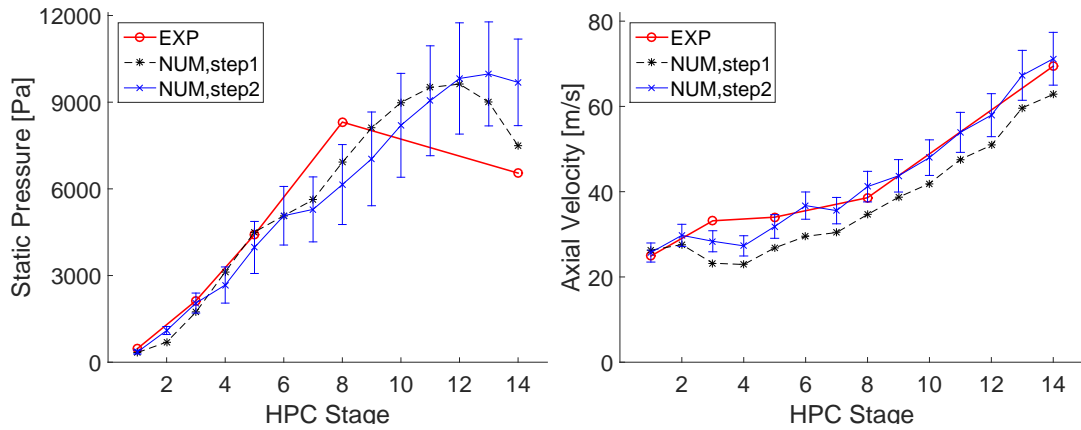 12000
9000
6000
3000
0
Static Pressure [Pa]
EXP
NUM,step1
NUM,step2
2 4 6 8 10 12 14
HPC Stage
80
60
40
20
0
Axial Velocity [m/s]
EXP
NUM,step1
NUM,step2
2 4 6 8 10 12 14
HPC Stage